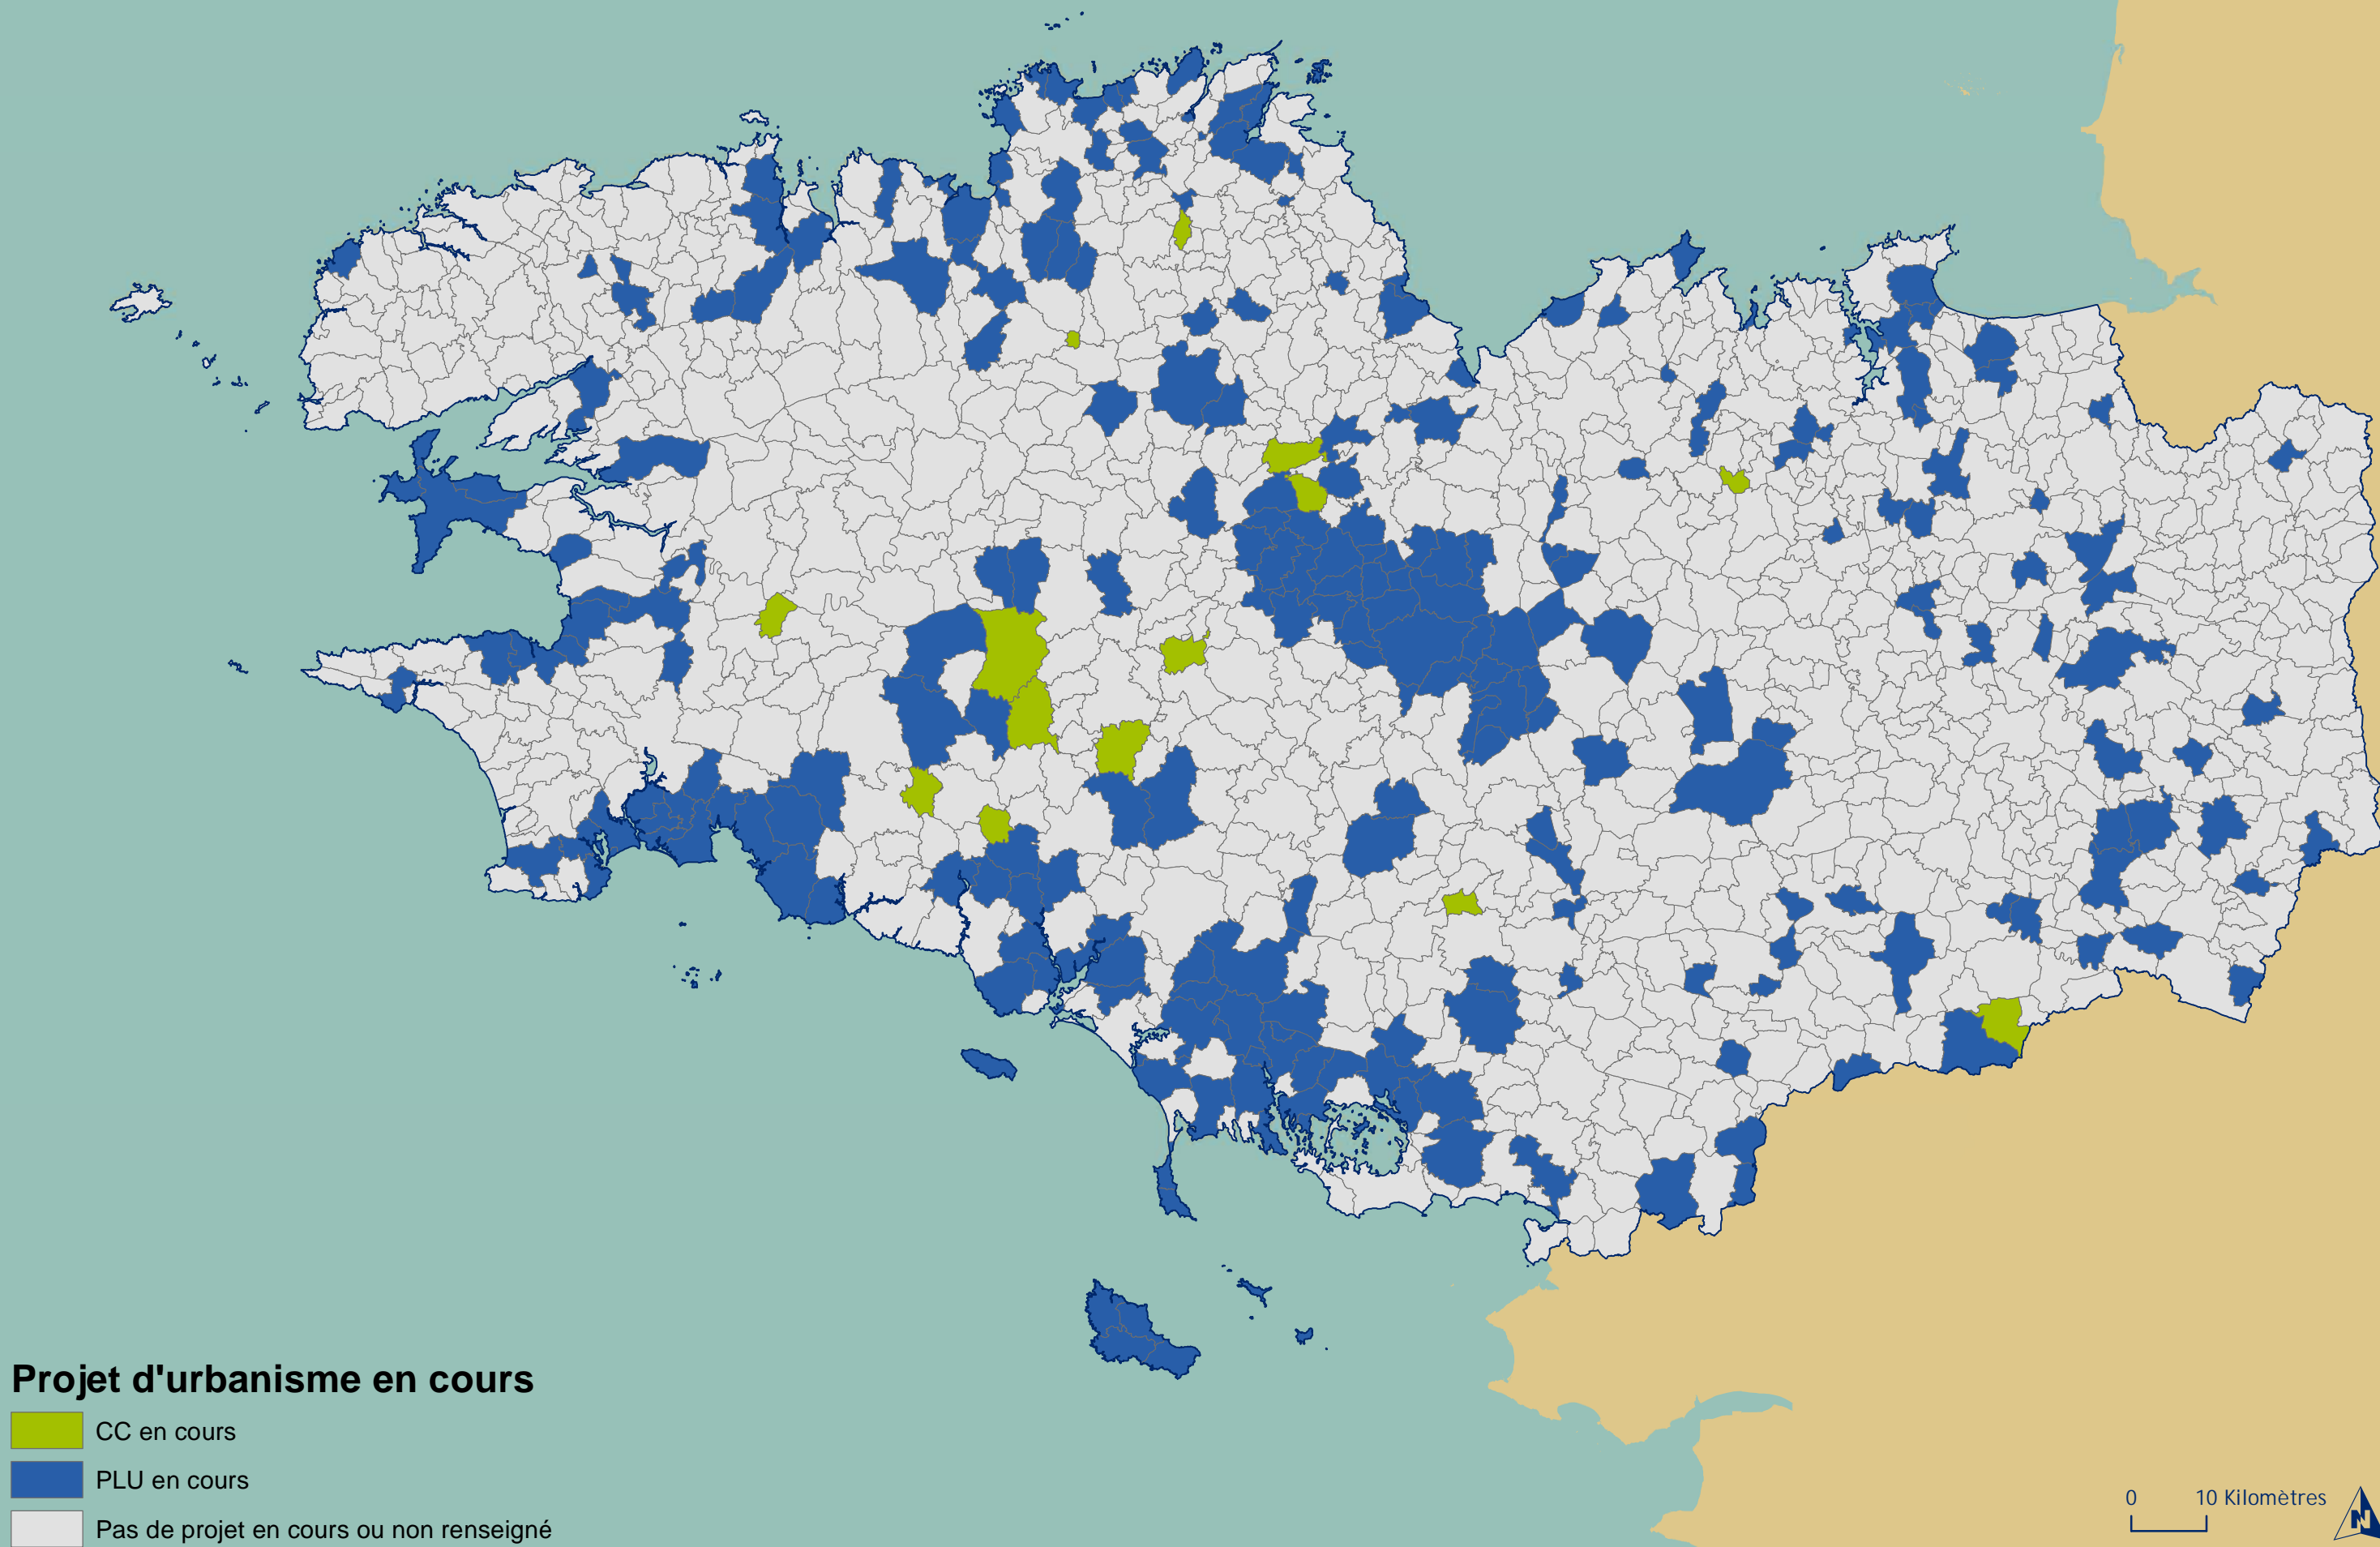 Projet d'urbanisme en cours
CC en cours
PLU en cours
Pas de projet en cours ou non renseigné
0 10 Kilomètres
N